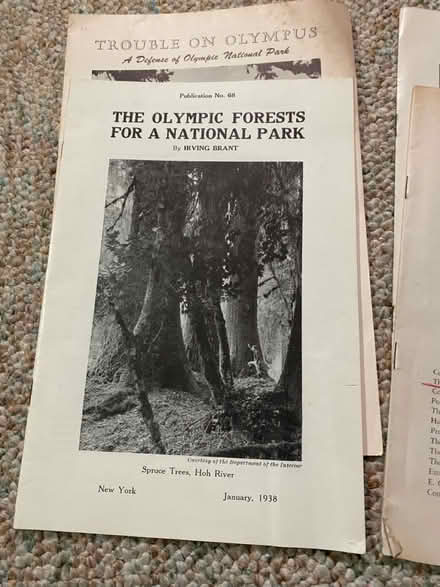 TROUBLE ON OLYMPUS
A Defense of Olympic National Park
Publication No. 68
THE OLYMPIC FORESTS
FOR A NATIONAL PARK
By IRVING BRANT
Courtesy of the Department of the Interior
Spruce Trees, Hoh River
New York
January, 1938